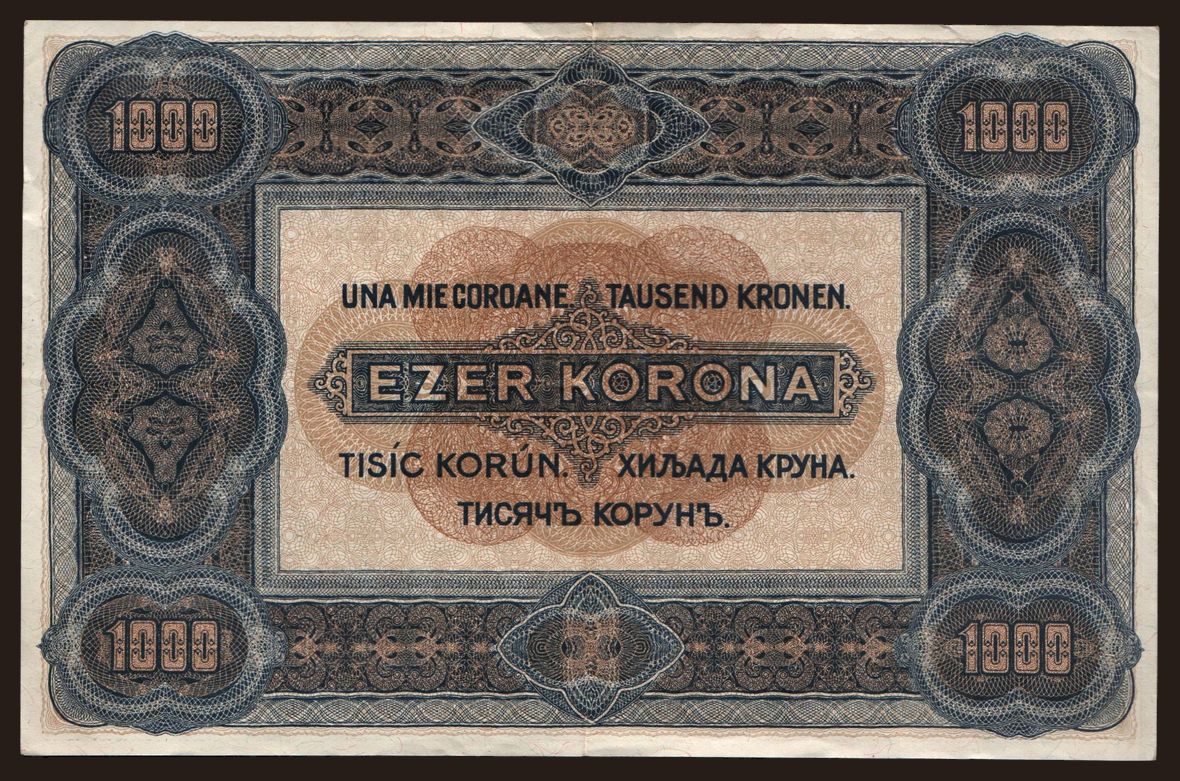 1000 1000
UNA MIE COROANE. TAUSEND KRONEN.
EZER KORONA
TISÍC KORÚN. ХИЉАДА КРУНА.
ТИСЯЧЪ КОРУНЪ.
1000 1000